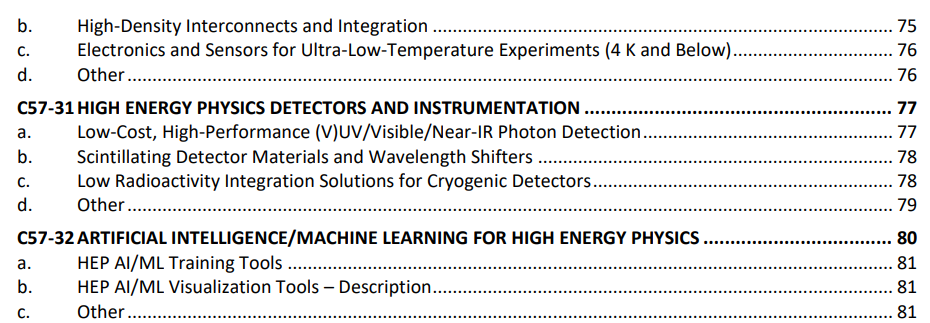 b. High-Density Interconnects and Integration ........................................ 75
c. Electronics and Sensors for Ultra-Low-Temperature Experiments (4 K and Below) ........................................ 76
d. Other ........................................ 76
C57-31 HIGH ENERGY PHYSICS DETECTORS AND INSTRUMENTATION ........................................ 77
a. Low-Cost, High-Performance (V)UV/Visible/Near-IR Photon Detection ........................................ 77
b. Scintillating Detector Materials and Wavelength Shifters ........................................ 78
c. Low Radioactivity Integration Solutions for Cryogenic Detectors ........................................ 78
d. Other ........................................ 79
C57-32 ARTIFICIAL INTELLIGENCE/MACHINE LEARNING FOR HIGH ENERGY PHYSICS ........................................ 80
a. HEP AI/ML Training Tools ........................................ 81
b. HEP AI/ML Visualization Tools – Description ........................................ 81
c. Other ........................................ 81